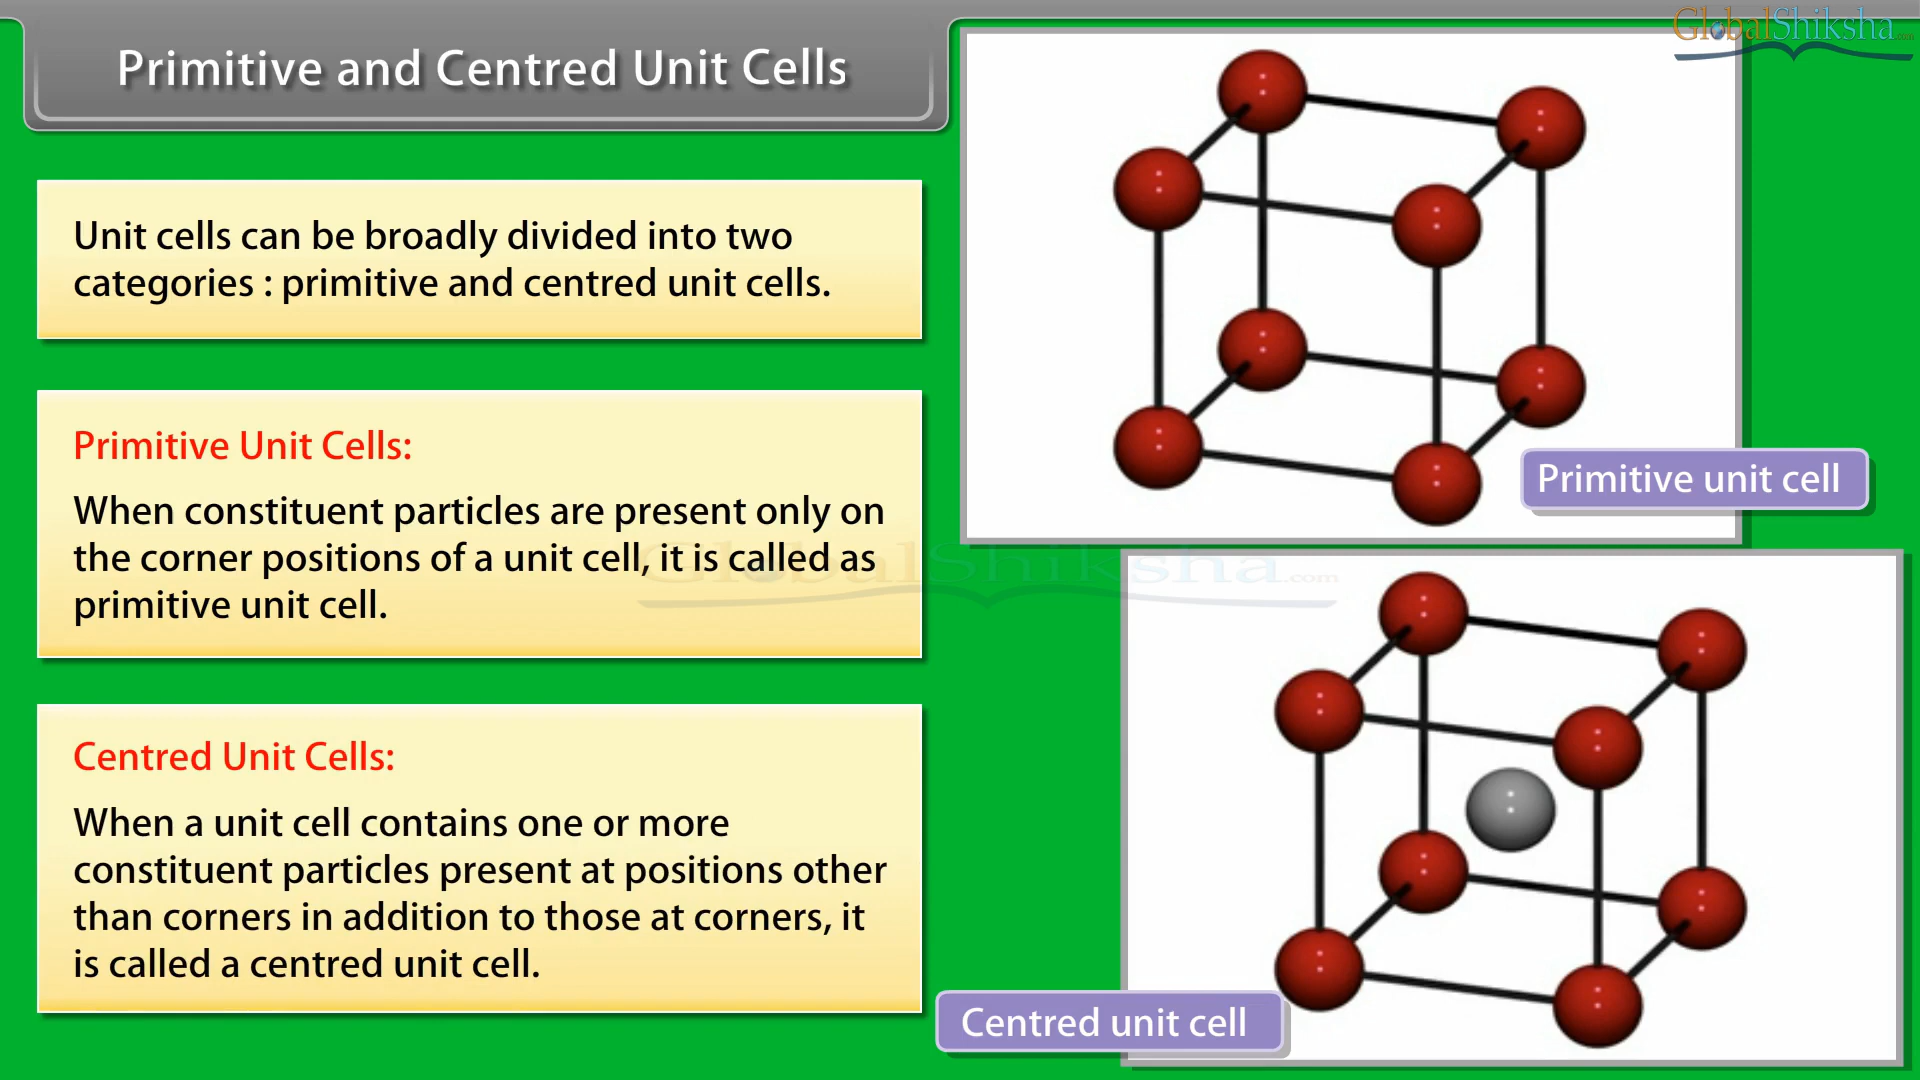 Primitive and Centred Unit Cells
GlobalShiksha.com
Unit cells can be broadly divided into two
categories : primitive and centred unit cells.
Primitive Unit Cells:
When constituent particles are present only on
the corner positions of a unit cell, it is called as
primitive unit cell.
Primitive unit cell
GlobalShiksha.com
Centred Unit Cells:
When a unit cell contains one or more
constituent particles present at positions other
than corners in addition to those at corners, it
is called a centred unit cell.
Centred unit cell